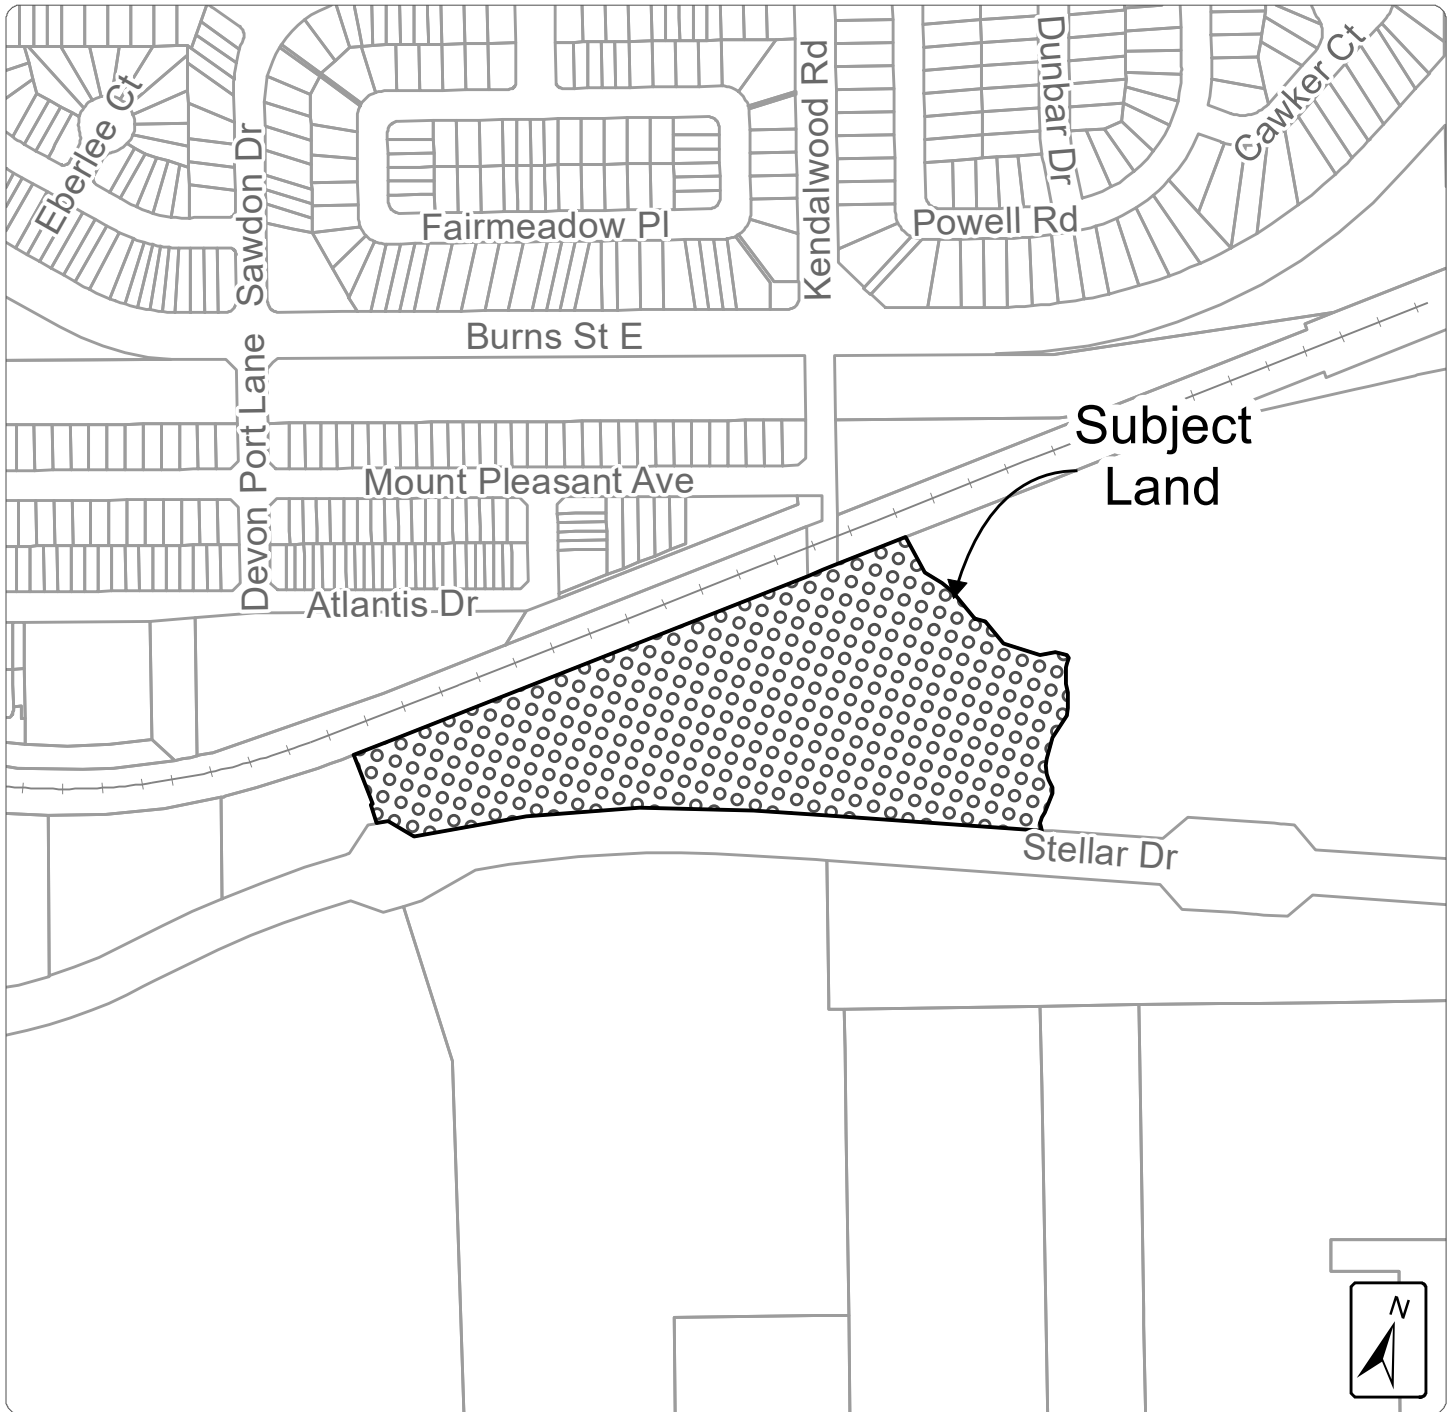 Eberlee Ct
Sawdon Dr
Fairmeadow Pl
Kendalwood Rd
Dunbar Dr
Cawker Ct
Powell Rd
Burns St E
Devon Port Lane
Subject
Land
Mount Pleasant Ave
Atlantis Dr
Stellar Dr
N